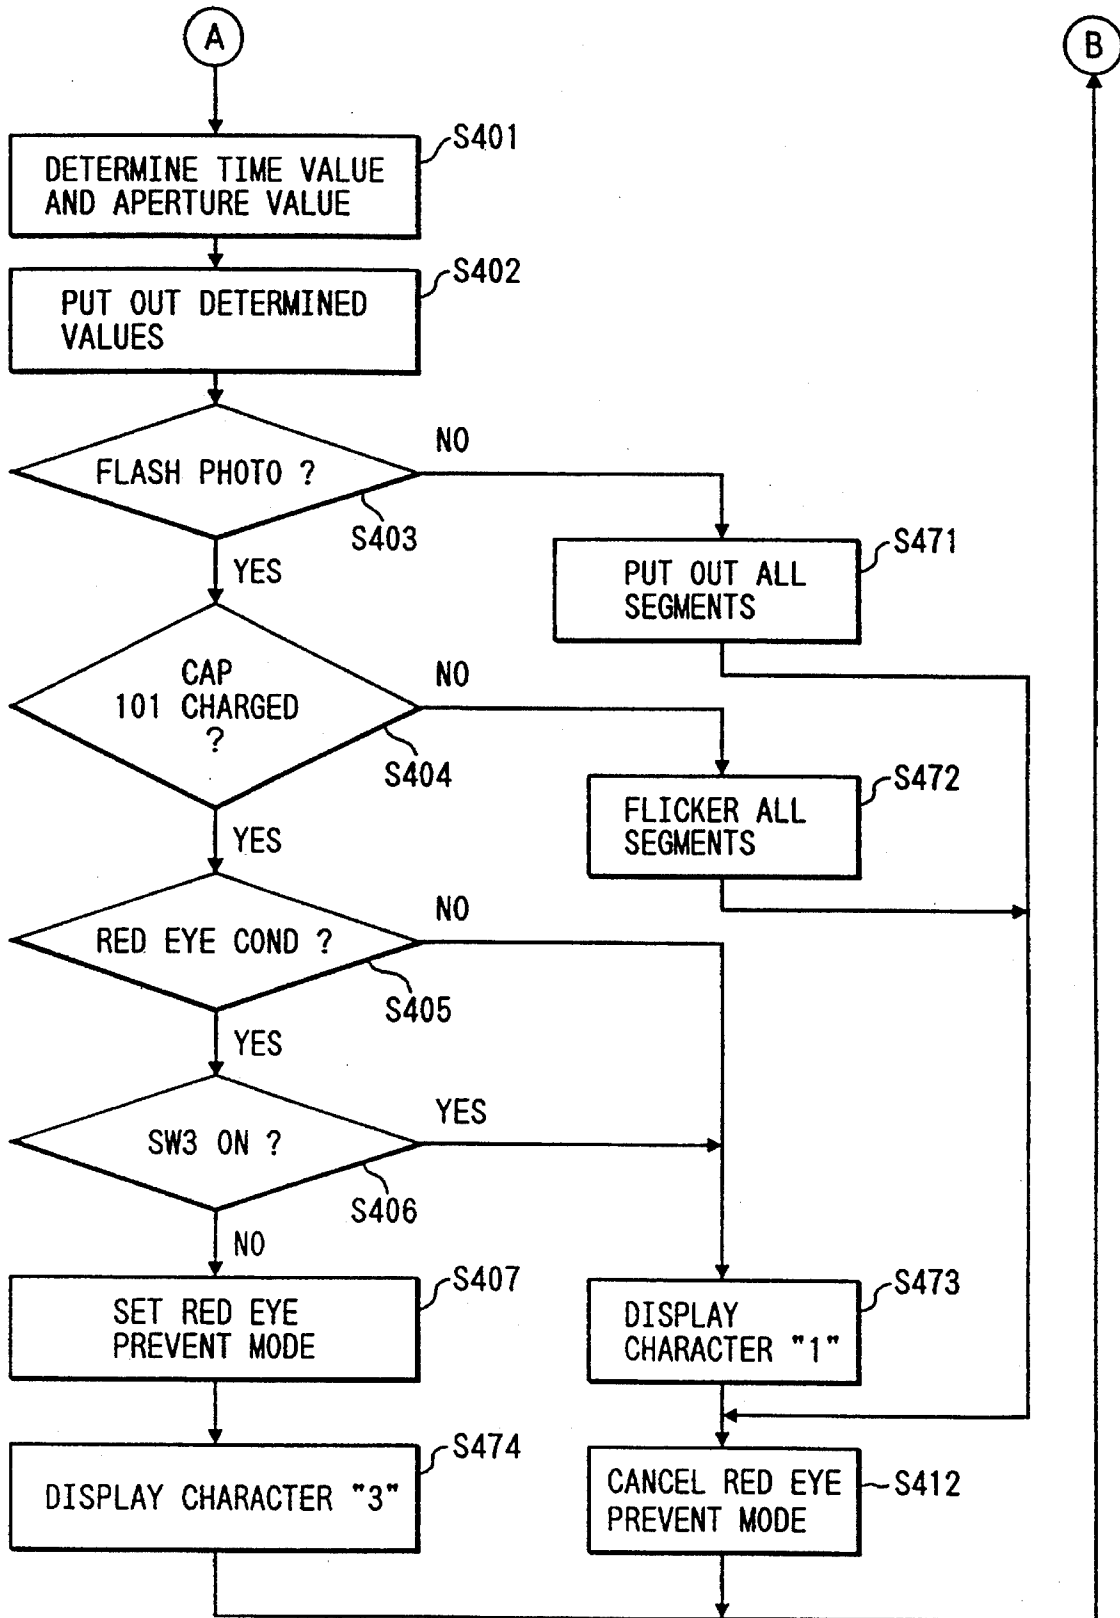 A
B
S401
DETERMINE TIME VALUE
AND APERTURE VALUE
S402
PUT OUT DETERMINED
VALUES
NO
FLASH PHOTO ?
S403
YES
S471
PUT OUT ALL
SEGMENTS
CAP
101 CHARGED
?
NO
S404
YES
S472
FLICKER ALL
SEGMENTS
NO
RED EYE COND ?
S405
YES
YES
SW3 ON ?
S406
NO
S407
SET RED EYE
PREVENT MODE
S473
DISPLAY
CHARACTER "1"
S474
DISPLAY CHARACTER "3"
S412
CANCEL RED EYE
PREVENT MODE